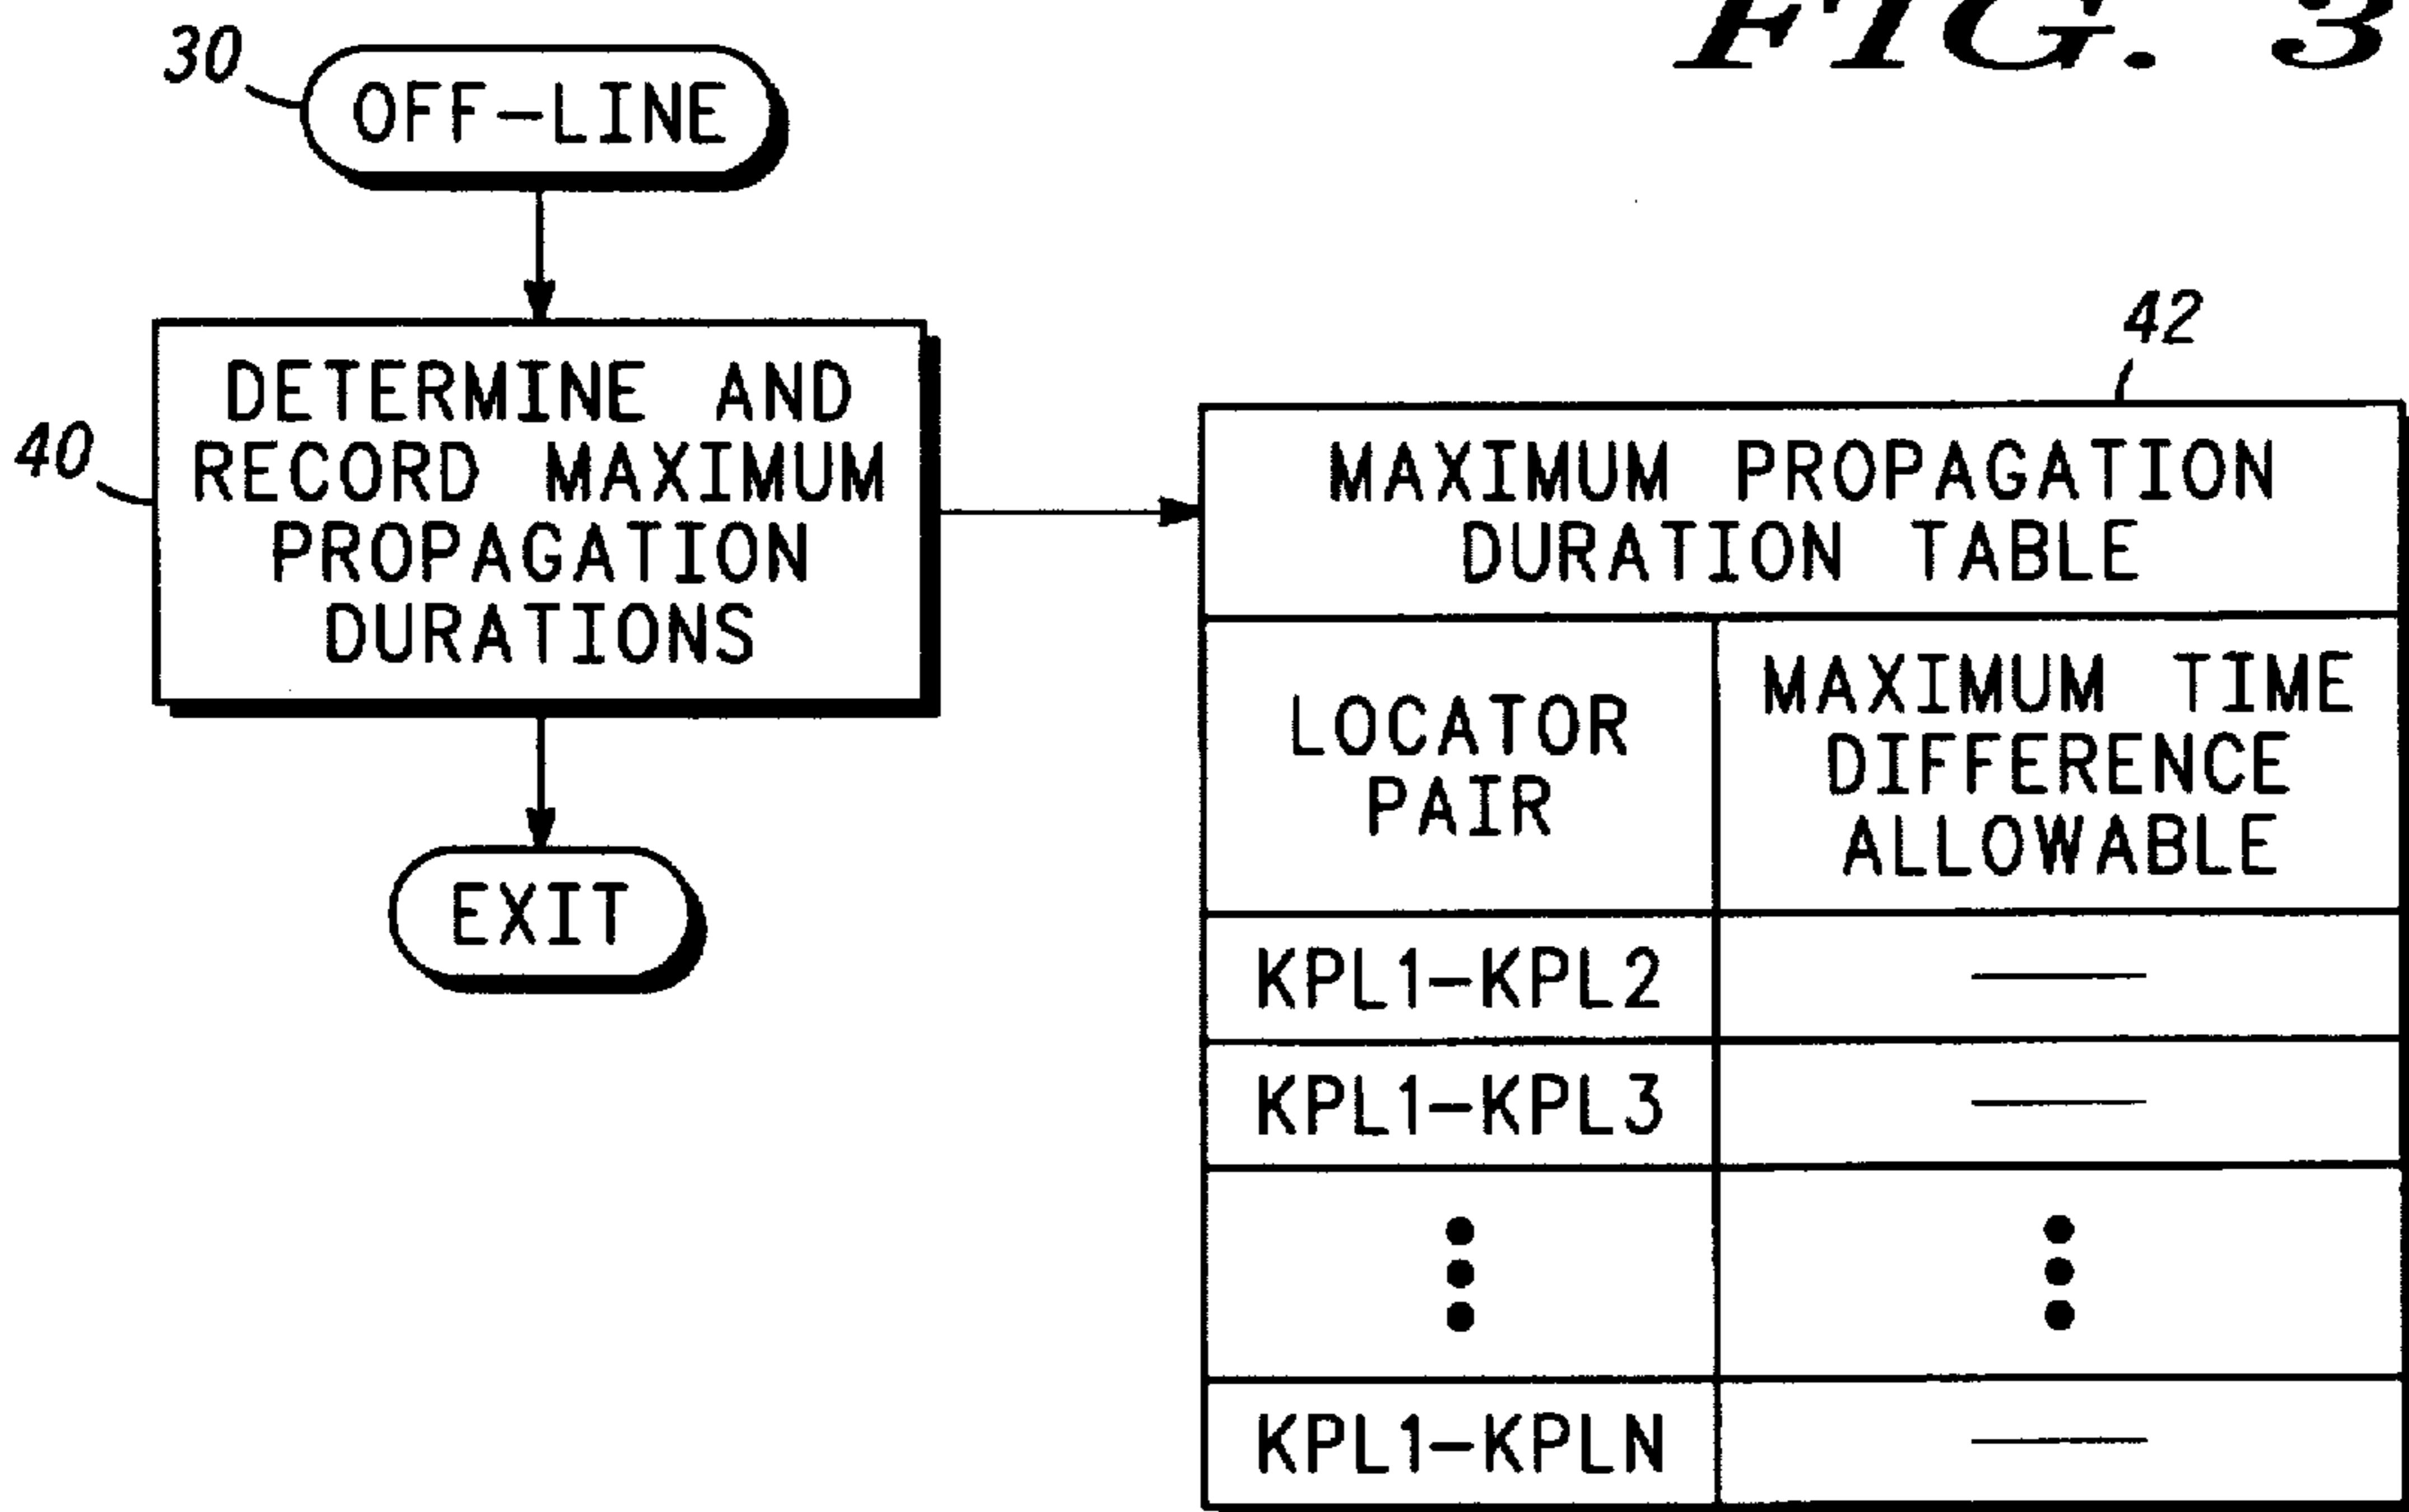 FIG. 3
30
OFF-LINE
40
DETERMINE AND
RECORD MAXIMUM
PROPAGATION
DURATIONS
EXIT
42
MAXIMUM PROPAGATION
DURATION TABLE
LOCATOR
PAIR
MAXIMUM TIME
DIFFERENCE
ALLOWABLE
KPL1-KPL2
KPL1-KPL3
KPL1-KPLN